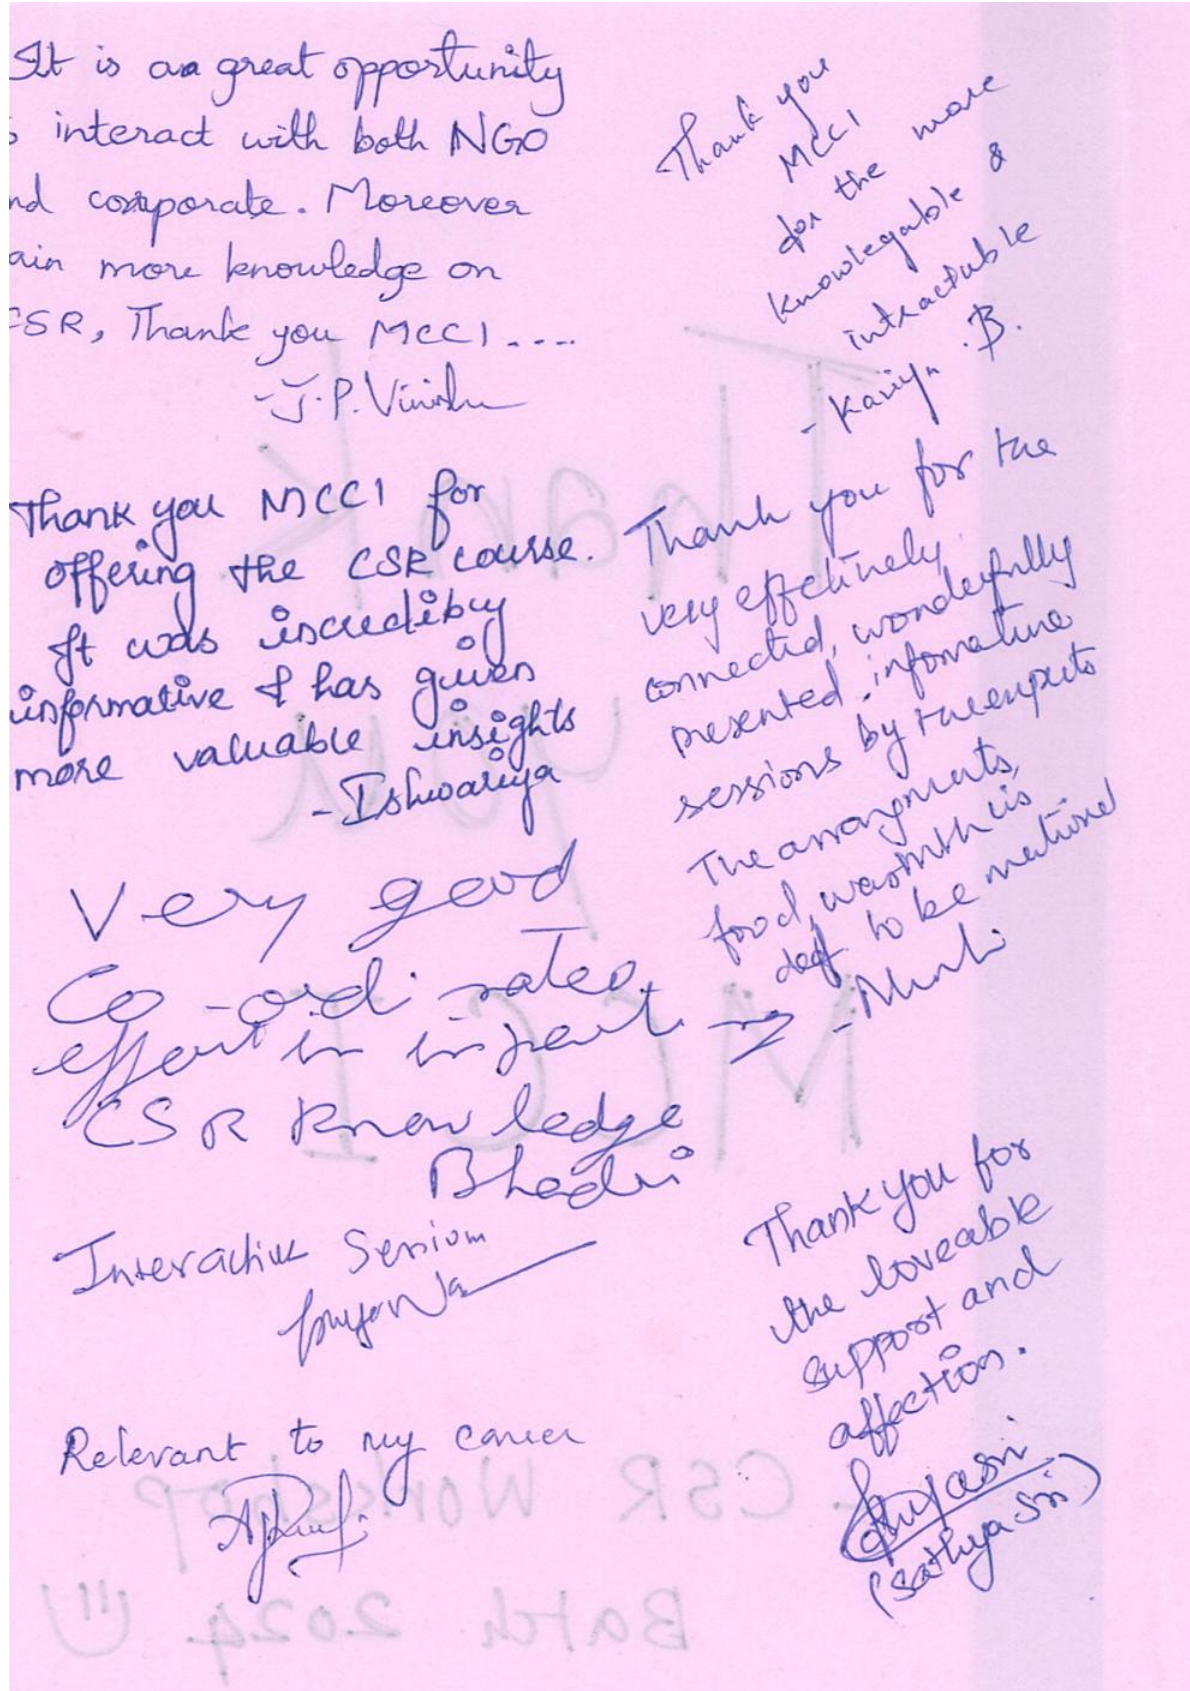 It is an great opportunity
interact with both NGO
nd corporate. Moreover
ain more knowledge on
CSR, Thank you MCCI ....
- J.P. Vinisha
Thank you MCCI for
offering the CSR course.
It was incredibly
informative & has given
more valuable insights
- Ishwariya
Very good
Co-ordinated
effort in
CSR Knowledge
Bhadri
Interactive Session
Relevant to my career
Thank you
MCCI
for the more
knowlegable &
intractable
- Kaviya .B.
Thank you for the
very effectively
connected, wonderfully
presented informative
sessions by the experts
The arrangments,
food, warmth is
to be mentioned
Thank you for
the loveable
support and
affection.
(Sathya Sri)
Thank
you
MCCI
- CSR Workshop
Batch 2024